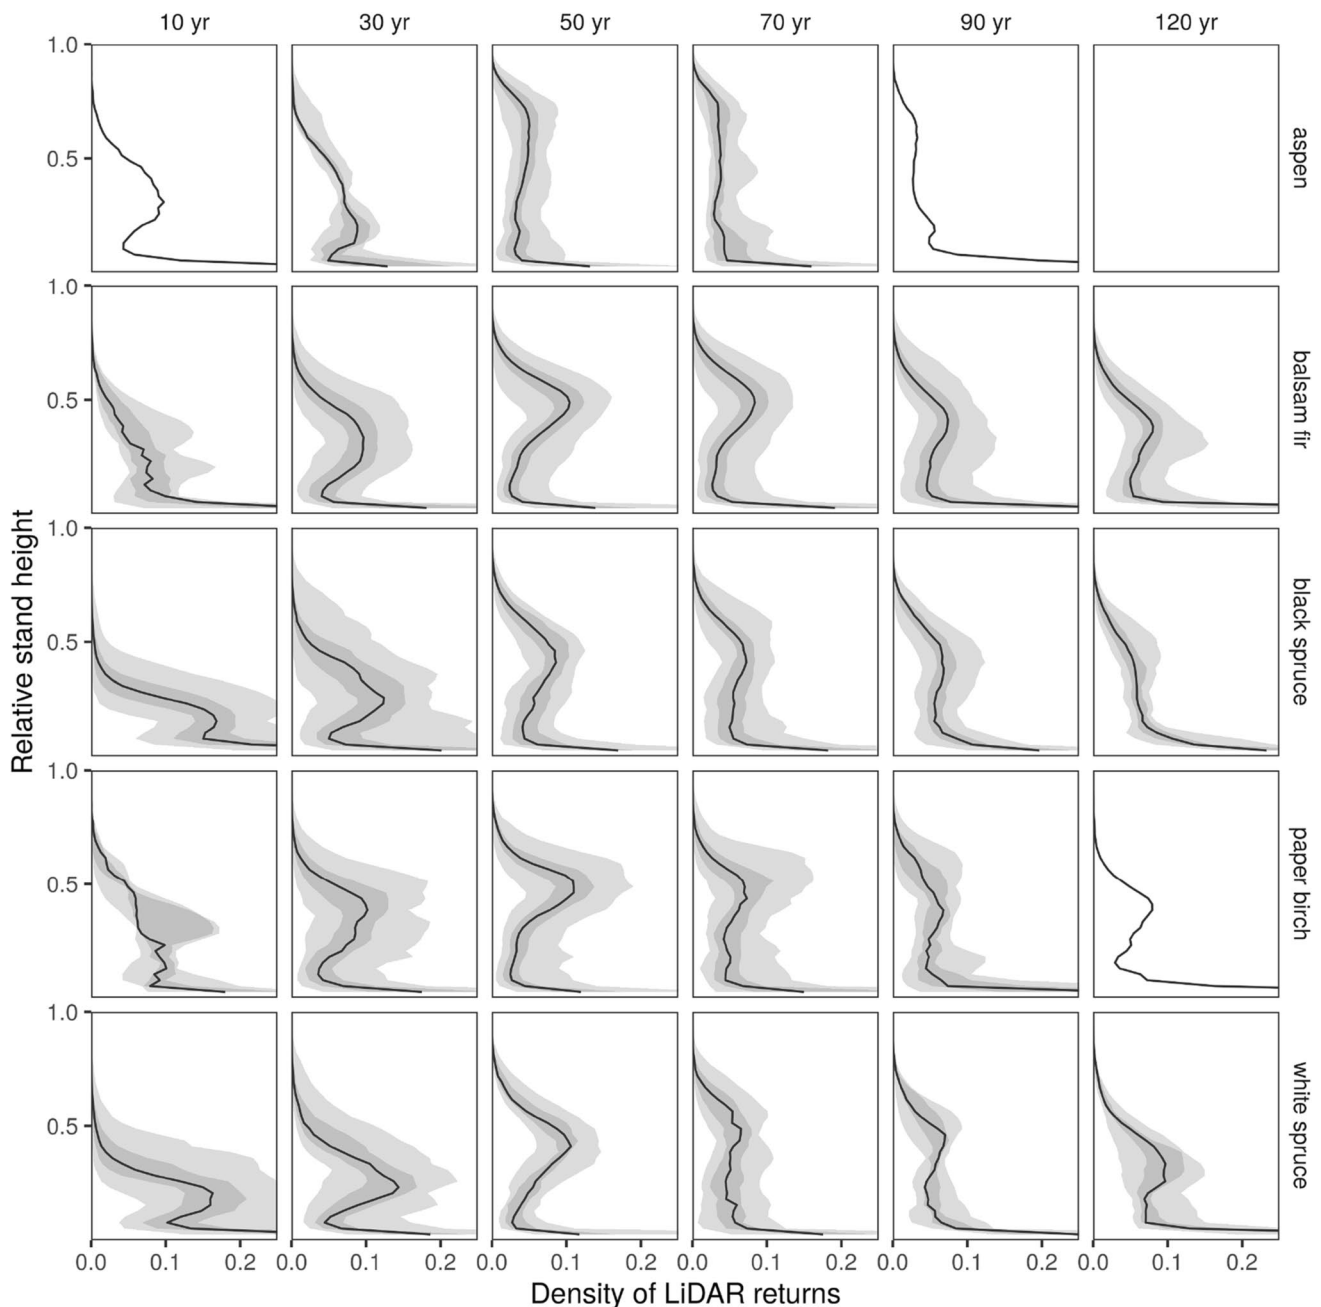 10 yr 30 yr 50 yr 70 yr 90 yr 120 yr
1.0
0.5
aspen
1.0
0.5
balsam fir
1.0
0.5
black spruce
1.0
0.5
paper birch
1.0
0.5
white spruce
Relative stand height
0.0 0.1 0.2 0.0 0.1 0.2 0.0 0.1 0.2 0.0 0.1 0.2 0.0 0.1 0.2 0.0 0.1 0.2
Density of LiDAR returns